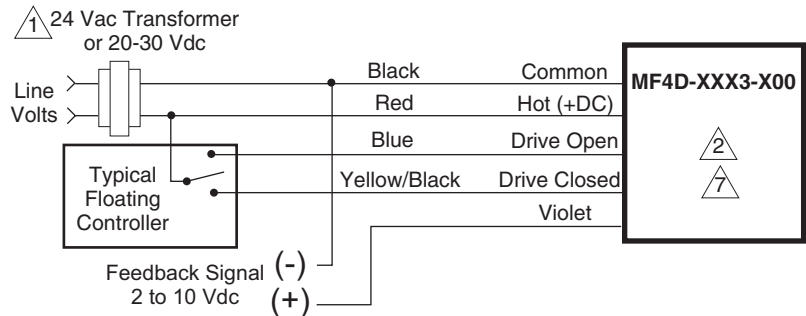 1 24 Vac Transformer
or 20-30 Vdc
Line
Volts
Black Common
Red Hot (+DC)
Blue Drive Open
Yellow/Black Drive Closed
Violet
MF4D-XXX3-X00
2
7
Typical
Floating
Controller
Feedback Signal (-)
2 to 10 Vdc (+)